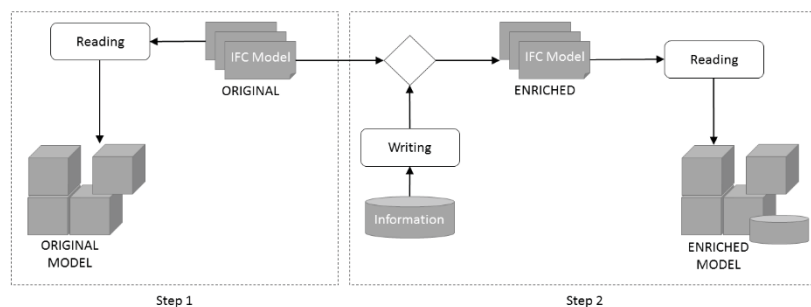 Reading
IFC Model
ORIGINAL
ORIGINAL
MODEL
Step 1
IFC Model
ENRICHED
Reading
Writing
Information
ENRICHED
MODEL
Step 2